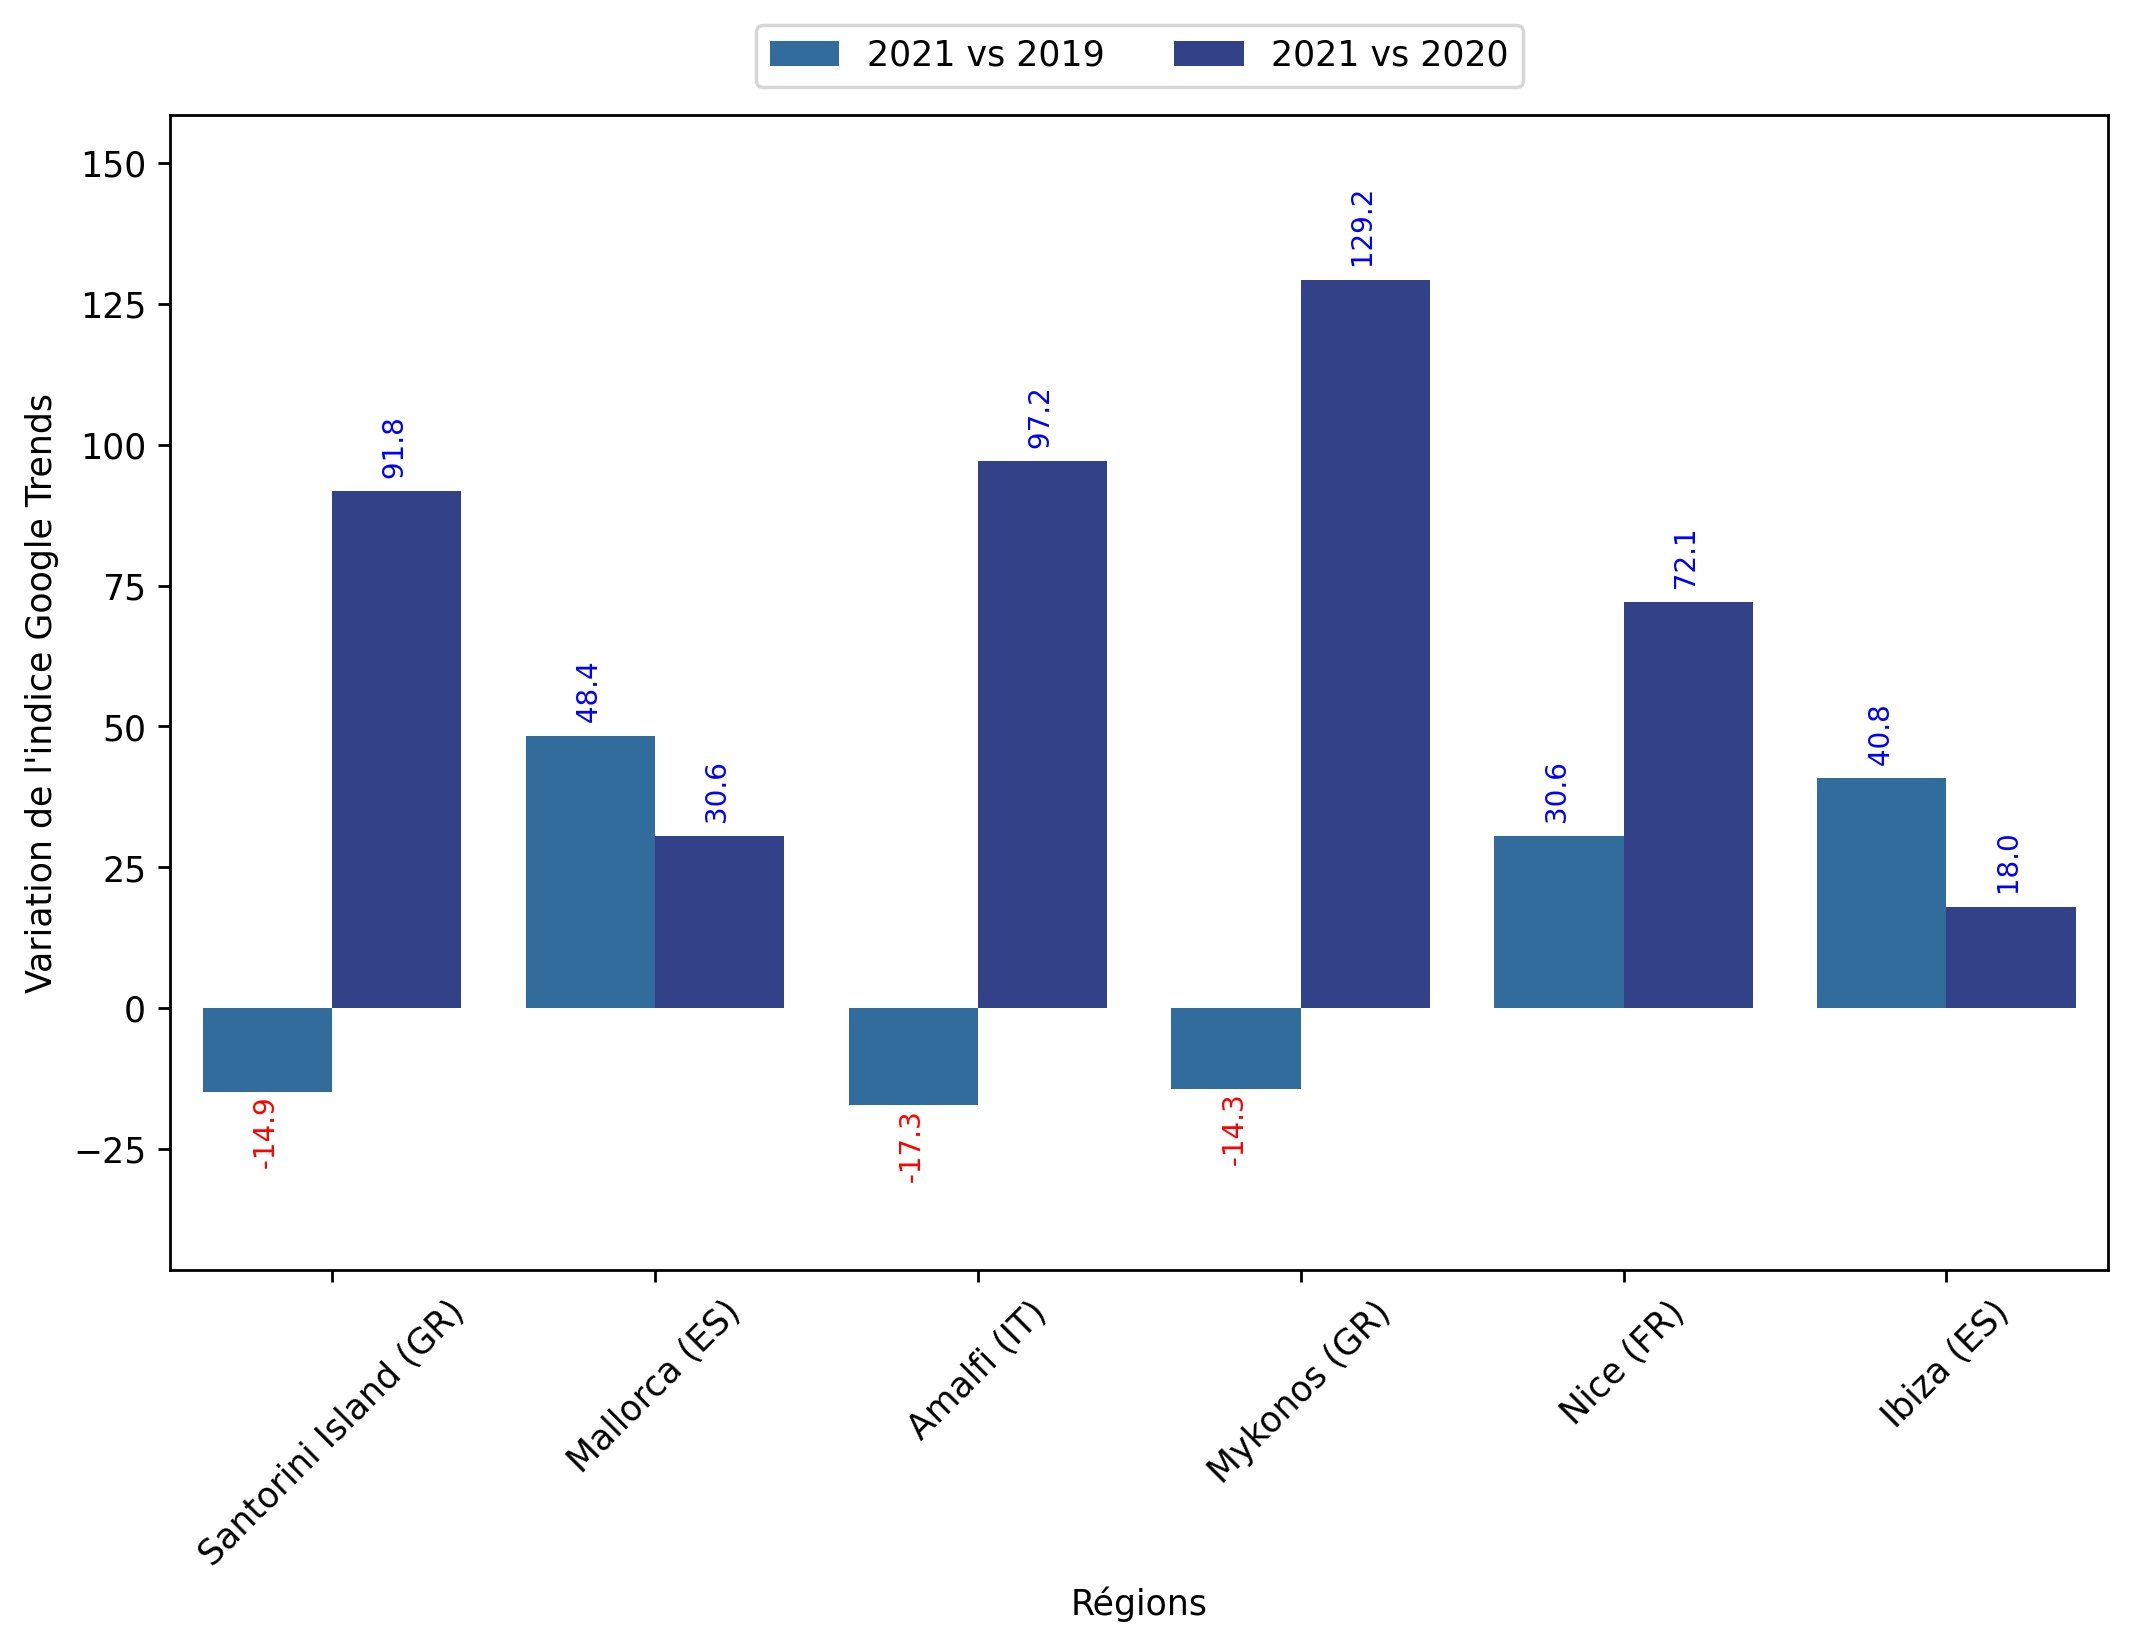 2021 vs 2019
2021 vs 2020
Variation de l'indice Google Trends
150
125
100
75
50
25
0
−25
-14.9
91.8
48.4
30.6
-17.3
97.2
-14.3
129.2
30.6
72.1
40.8
18.0
Santorini Island (GR)
Mallorca (ES)
Amalfi (IT)
Mykonos (GR)
Nice (FR)
Ibiza (ES)
Régions